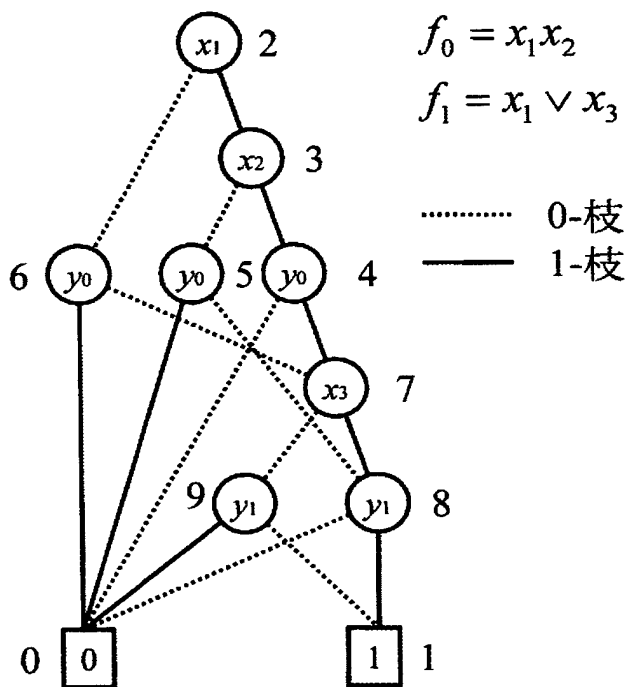 x₁ 2
f₀ = x₁x₂
f₁ = x₁ ∨ x₃
x₂ 3
0-枝
1-枝
6 y₀ y₀ 5 y₀ 4
x₃ 7
9 y₁ y₁ 8
0 0 1 1